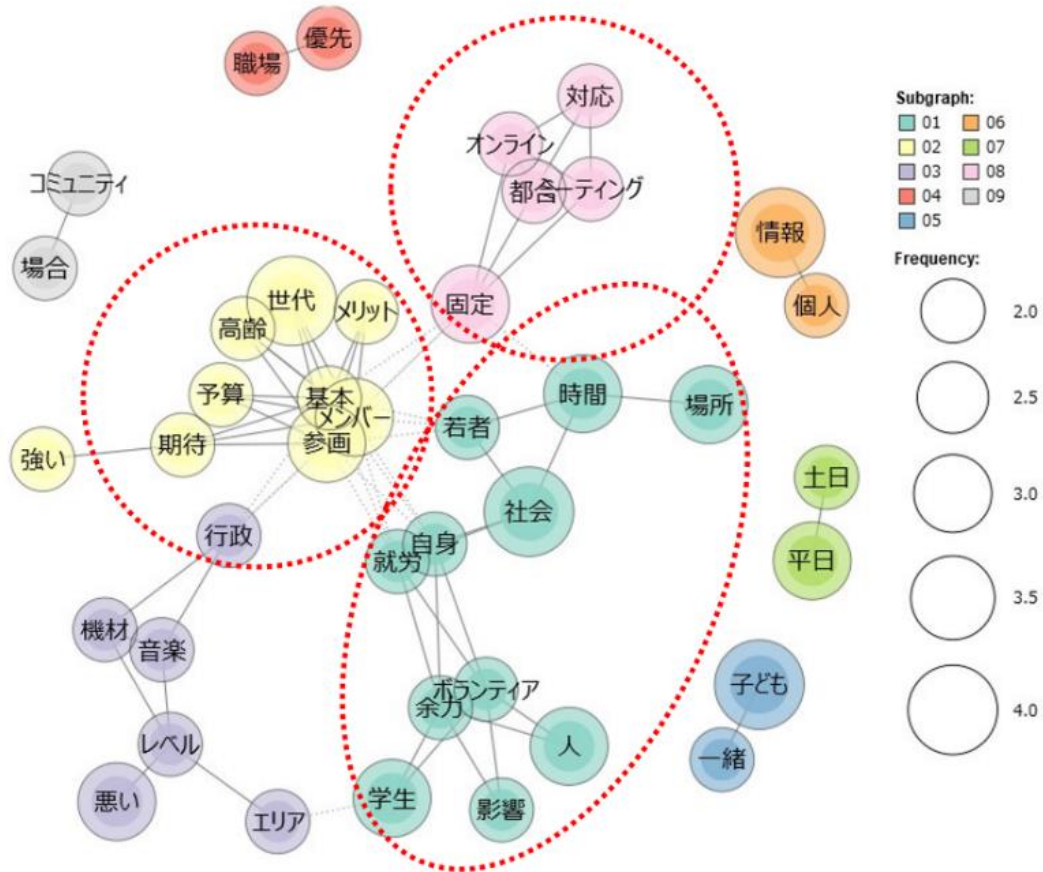 優先
職場
対応
オンライン
都合
ミーティング
コミュニティ
場合
情報
個人
固定
世代
メリット
高齢
予算
基本
メンバー
期待
参画
強い
時間
場所
若者
社会
自身
就労
行政
土日
平日
機材
音楽
子ども
一緒
ボランティア
余力
人
レベル
悪い
エリア
学生
影響
Subgraph:
01 06
02 07
03 08
04 09
05
Frequency:
2.0
2.5
3.0
3.5
4.0